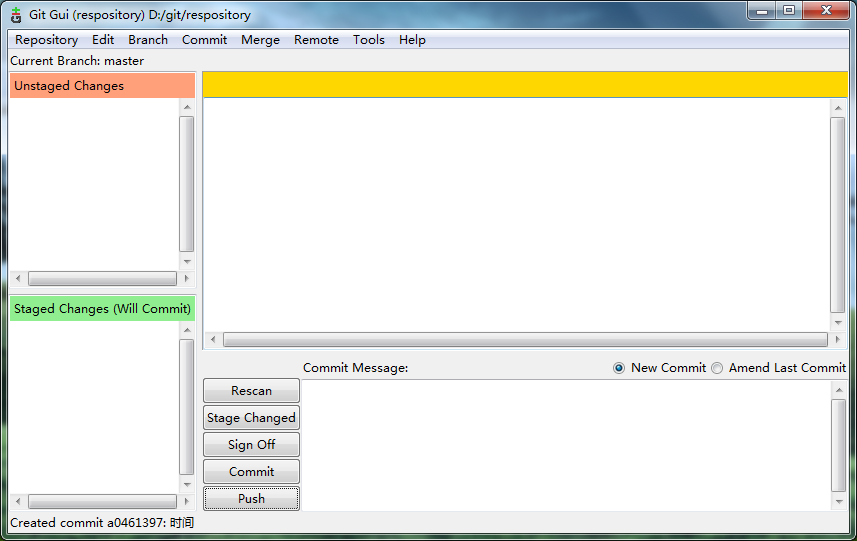 Git Gui (respository) D:/git/respository
Repository Edit Branch Commit Merge Remote Tools Help
Current Branch: master
Unstaged Changes
Staged Changes (Will Commit)
Commit Message: New Commit Amend Last Commit
Rescan
Stage Changed
Sign Off
Commit
Push
Created commit a0461397: 时间